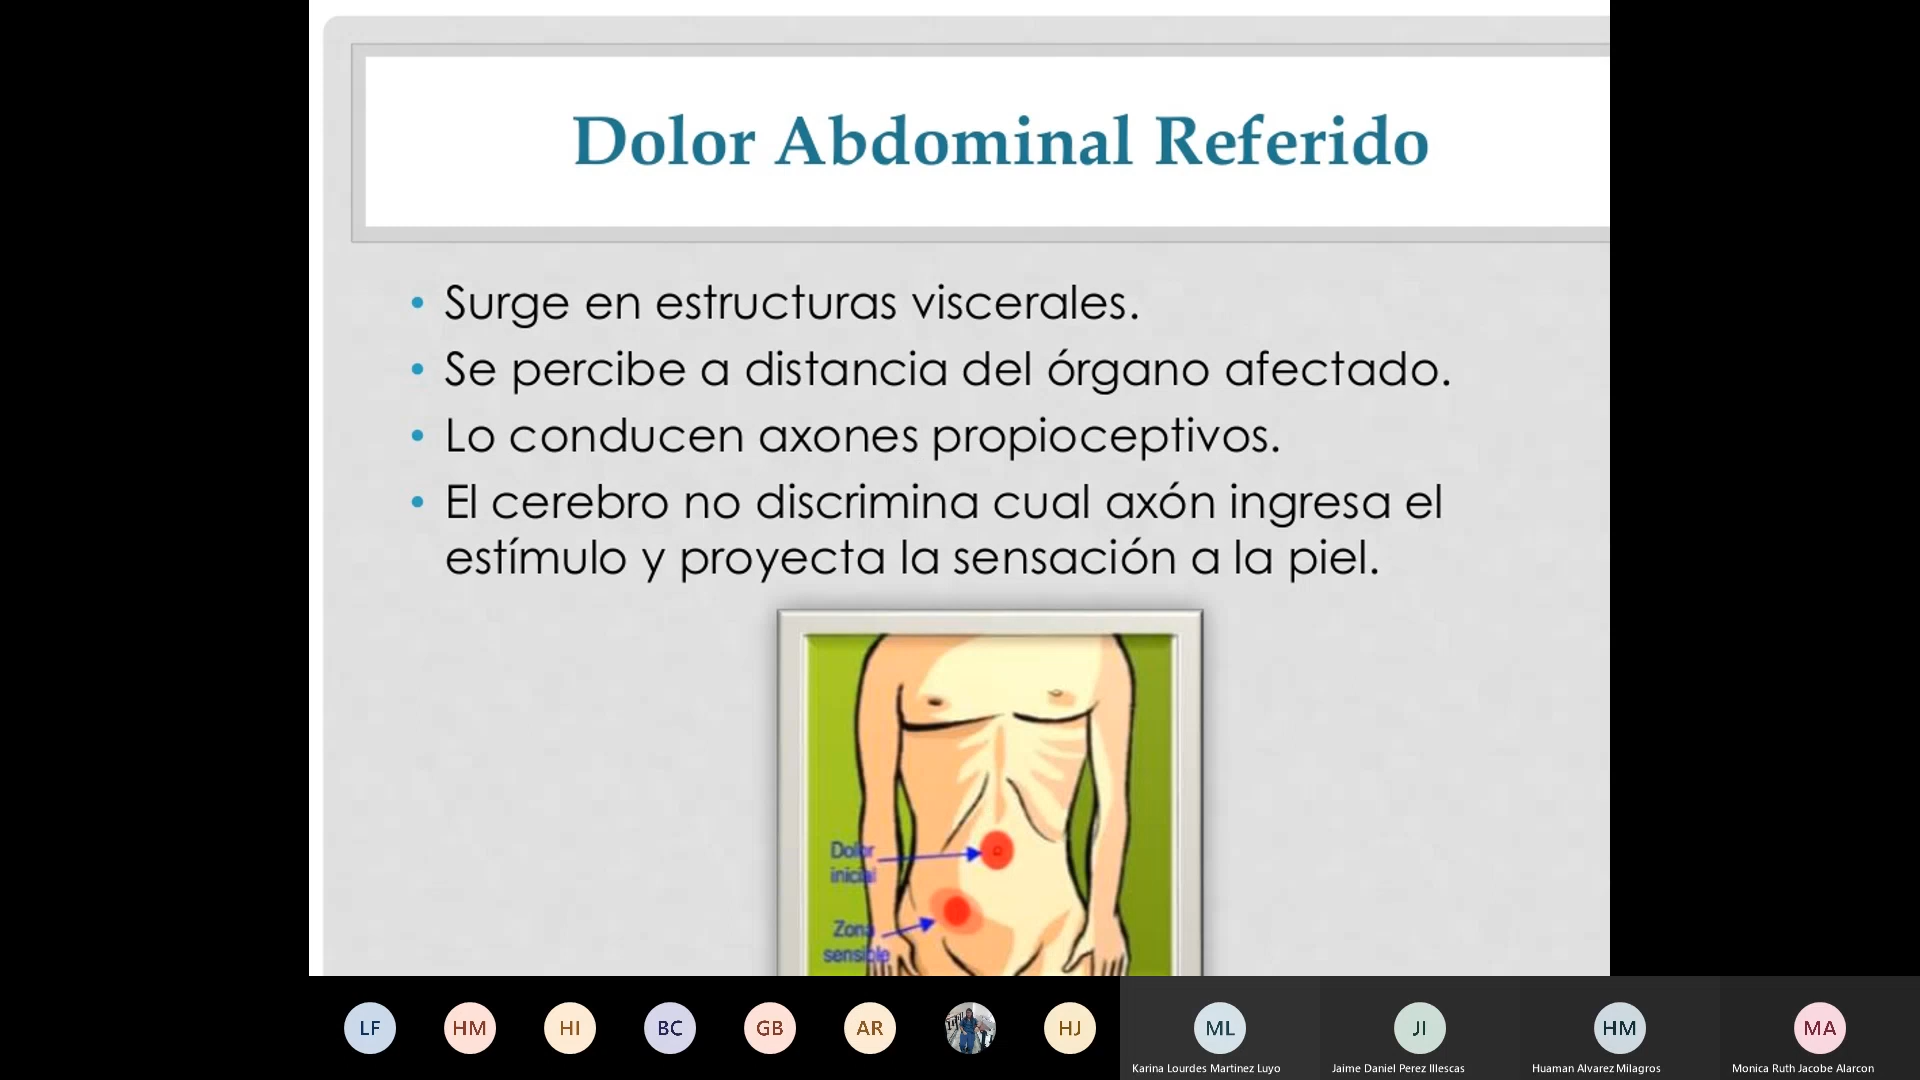 Dolor Abdominal Referido
• Surge en estructuras viscerales.
• Se percibe a distancia del órgano afectado.
• Lo conducen axones propioceptivos.
• El cerebro no discrimina cual axón ingresa el
estímulo y proyecta la sensación a la piel.
Dolor
inicial
Zona
sensible
LF
HM
HI
BC
GB
AR
HJ
ML
JI
HM
MA
Karina Lourdes Martinez Luyo
Jaime Daniel Perez Illescas
Huaman Alvarez Milagros
Monica Ruth Jacobe Alarcon